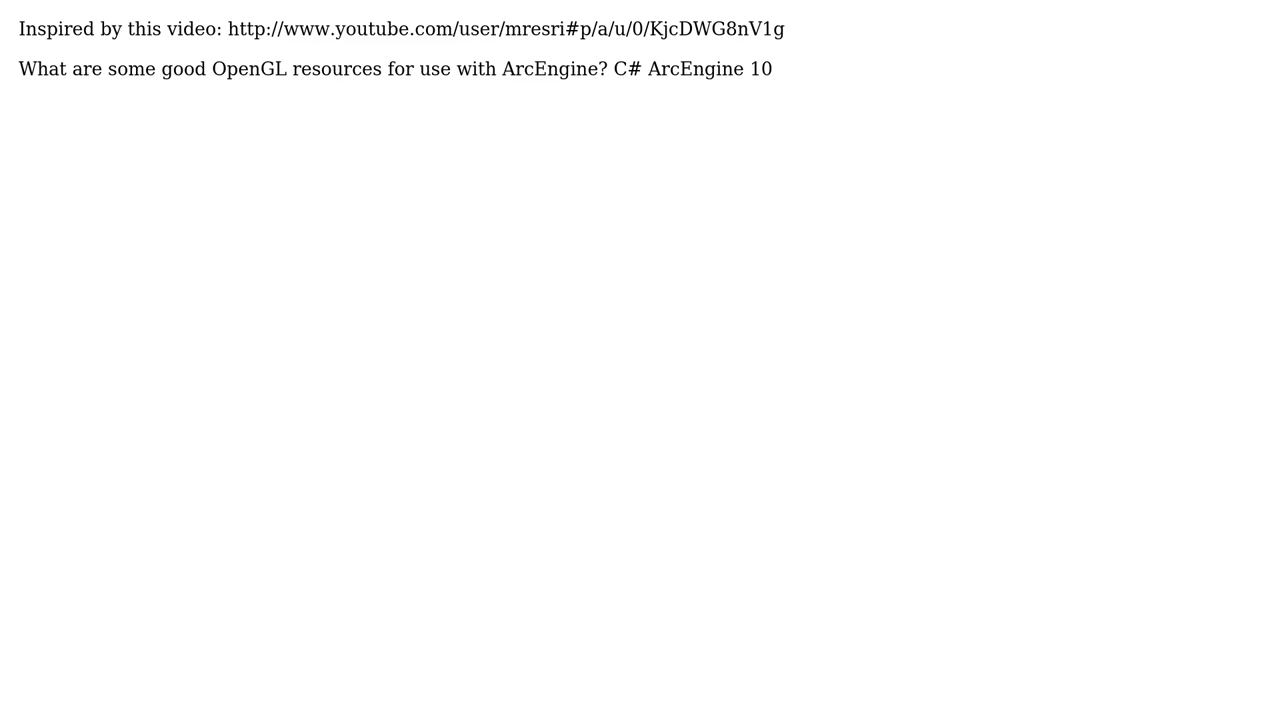 Inspired by this video: http://www.youtube.com/user/mresri#p/a/u/0/KjcDWG8nV1g
What are some good OpenGL resources for use with ArcEngine? C# ArcEngine 10